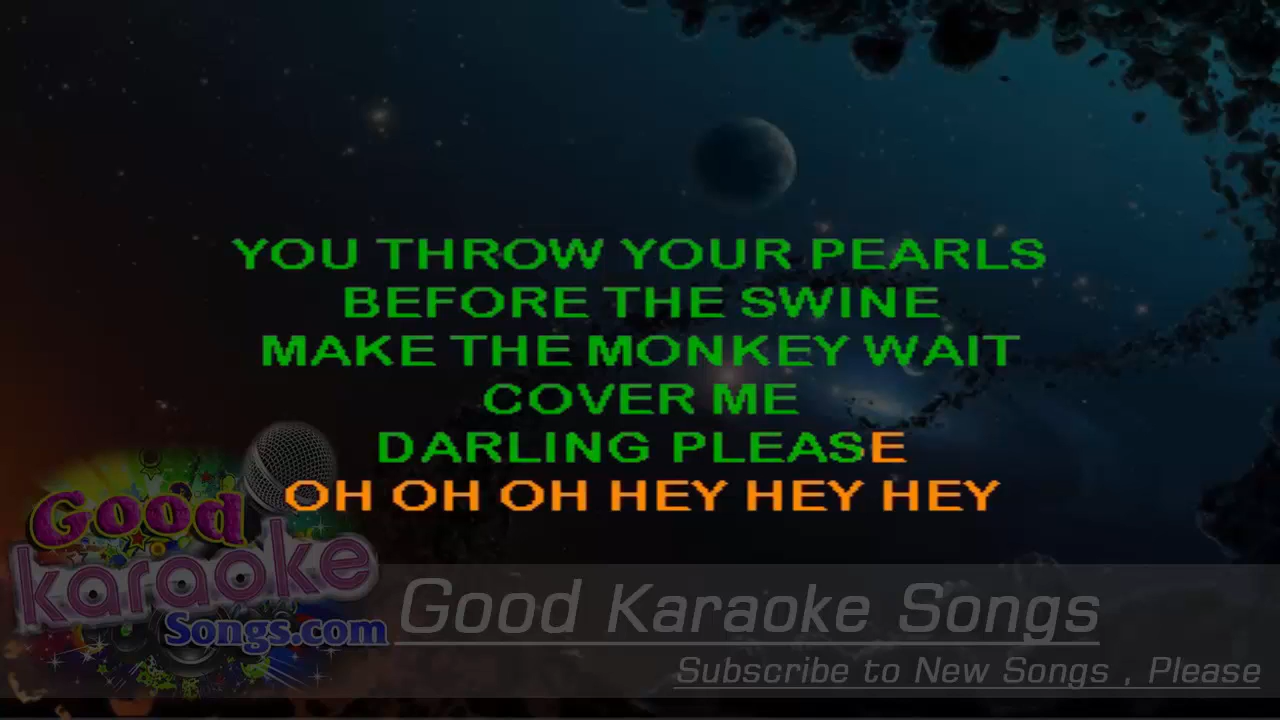 YOU THROW YOUR PEARLS
BEFORE THE SWINE
MAKE THE MONKEY WAIT
COVER ME
DARLING PLEASE
OH OH OH HEY HEY HEY
Good
karaoke
Songs.com
Good Karaoke Songs
Subscribe to New Songs , Please